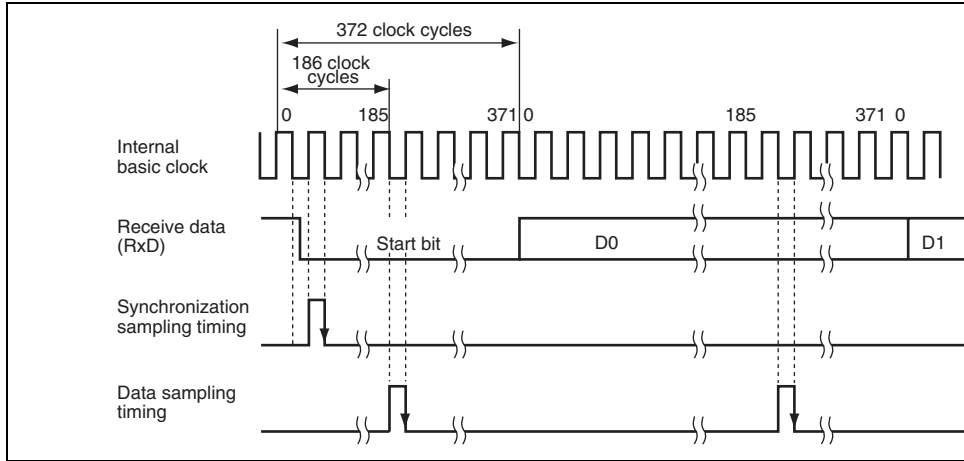 372 clock cycles
186 clock
cycles
0 185 371 0 185 371 0
Internal
basic clock
Receive data
(RxD)
Start bit D0 D1
Synchronization
sampling timing
Data sampling
timing